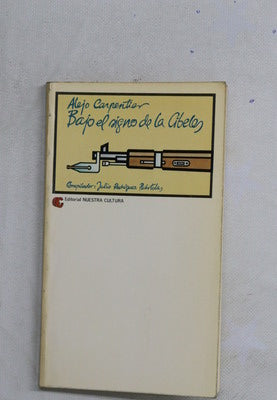 Alejo Carpentier
Bajo el signo de la Cibeles
Compilador: Julio Rodríguez Puértolas
Editorial NUESTRA CULTURA